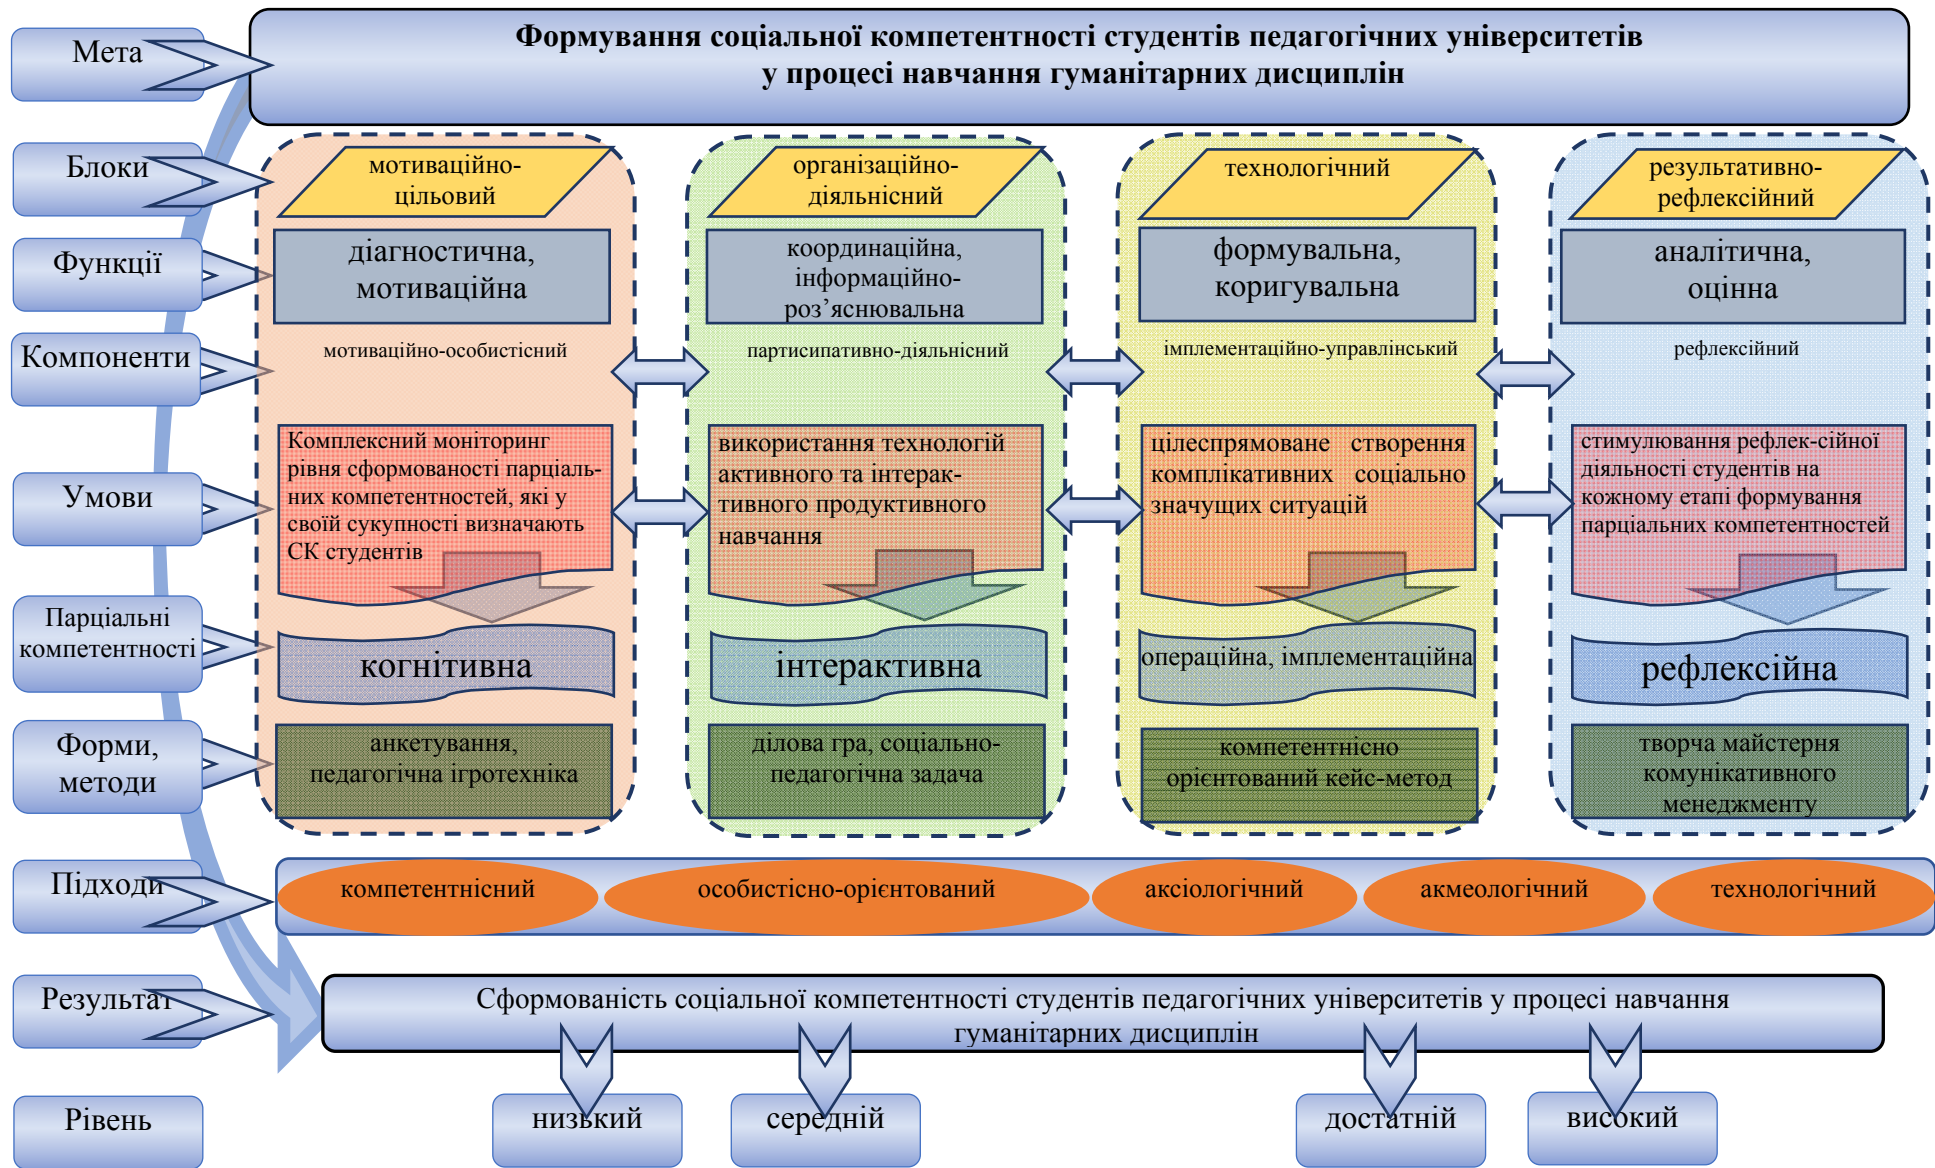 Мета
Формування соціальної компетентності студентів педагогічних університетів
у процесі навчання гуманітарних дисциплін
Блоки
мотиваційно-
цільовий
організаційно-
діяльнісний
технологічний
результативно-
рефлексійний
Функції
діагностична,
мотиваційна
координаційна,
інформаційно-
роз’яснювальна
формувальна,
коригувальна
аналітична,
оцінна
Компоненти
мотиваційно-особистісний
партисипативно-діяльнісний
імплементаційно-управлінський
рефлексійний
Умови
Комплексний моніторинг
рівня сформованості парціаль-
них компетентностей, які у
своїй сукупності визначають
СК студентів
використання технологій
активного та інтерак-
тивного продуктивного
навчання
цілеспрямоване створення
комплікативних соціально
значущих ситуацій
стимулювання рефлек-сійної
діяльності студентів на
кожному етапі формування
парціальних компетентностей
Парціальні
компетентності
когнітивна
інтерактивна
операційна, імплементаційна
рефлексійна
Форми,
методи
анкетування,
педагогічна ігротехніка
ділова гра, соціально-
педагогічна задача
компетентнісно
орієнтований кейс-метод
творча майстерня
комунікативного
менеджменту
Підходи
компетентнісний
особистісно-орієнтований
аксіологічний
акмеологічний
технологічний
Результат
Сформованість соціальної компетентності студентів педагогічних університетів у процесі навчання
гуманітарних дисциплін
Рівень
низький
середній
достатній
високий